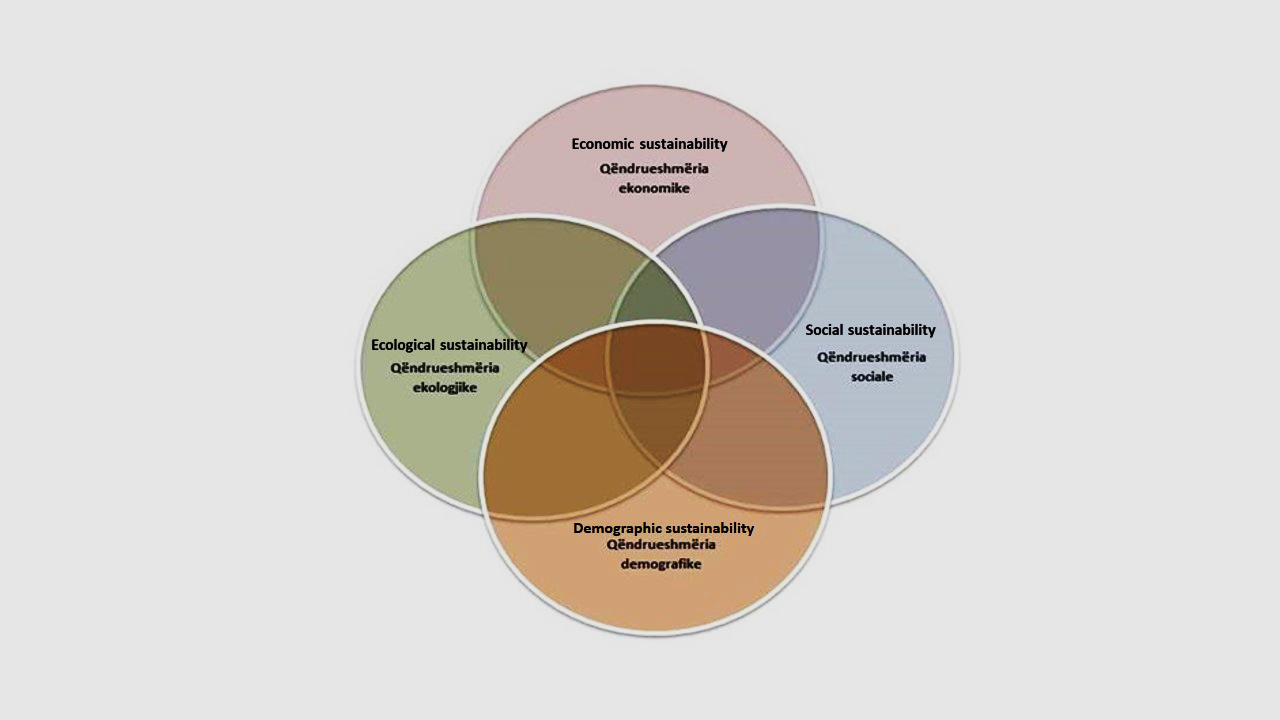 Economic sustainability
Qëndrueshmëria
ekonomike
Ecological sustainability
Qëndrueshmëria
ekologjike
Social sustainability
Qëndrueshmëria
sociale
Demographic sustainability
Qëndrueshmëria
demografike